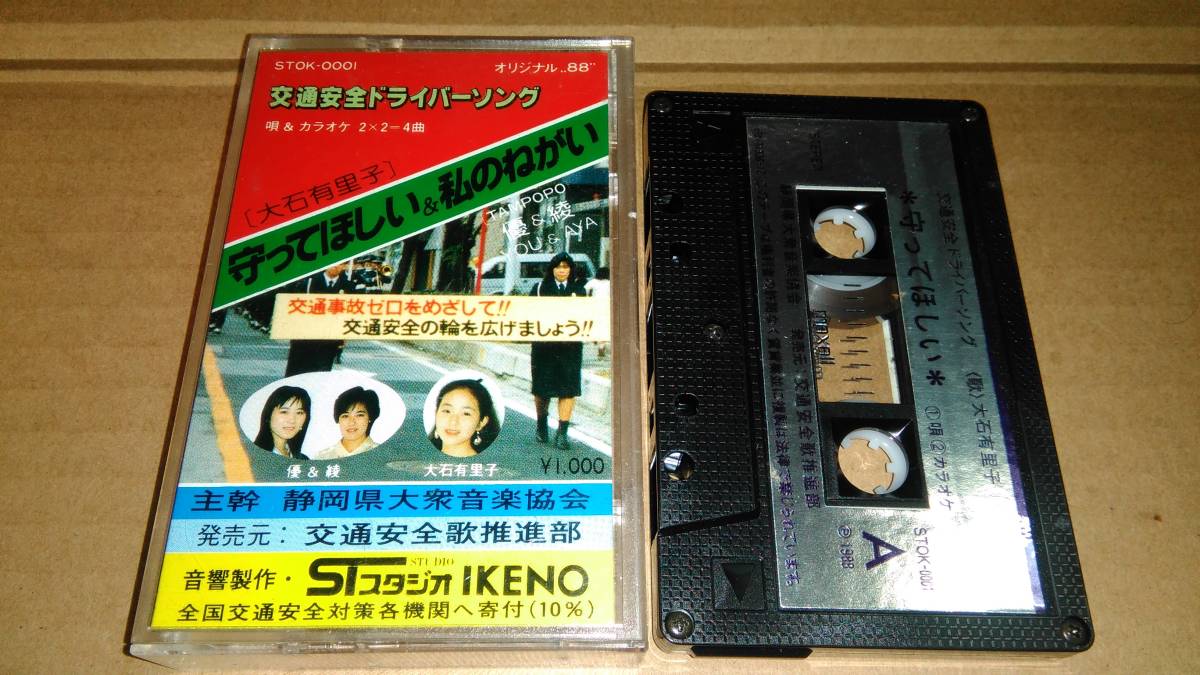 STOK-0001
オリジナル„88”
交通安全ドライバーソング
唄 & カラオケ 2×2=4曲
[大石有里子]
守ってほしい&私のねがい
TAMPOPO
優&綾
OU & AYA
交通事故ゼロをめざして!!
交通安全の輪を広げましょう!!
優 & 綾
大石有里子
¥1,000
主幹 静岡県大衆音楽協会
発売元: 交通安全歌推進部
音響製作・ STUDIO STスタジオ IKENO
全国交通安全対策各機関へ寄付(10%)
交通安全ドライバーソング
(歌)大石有里子
*守ってほしい*
①唄 ②カラオケ
STOK-0001
A
℗1988
maxell
発売元 交通安全歌推進部